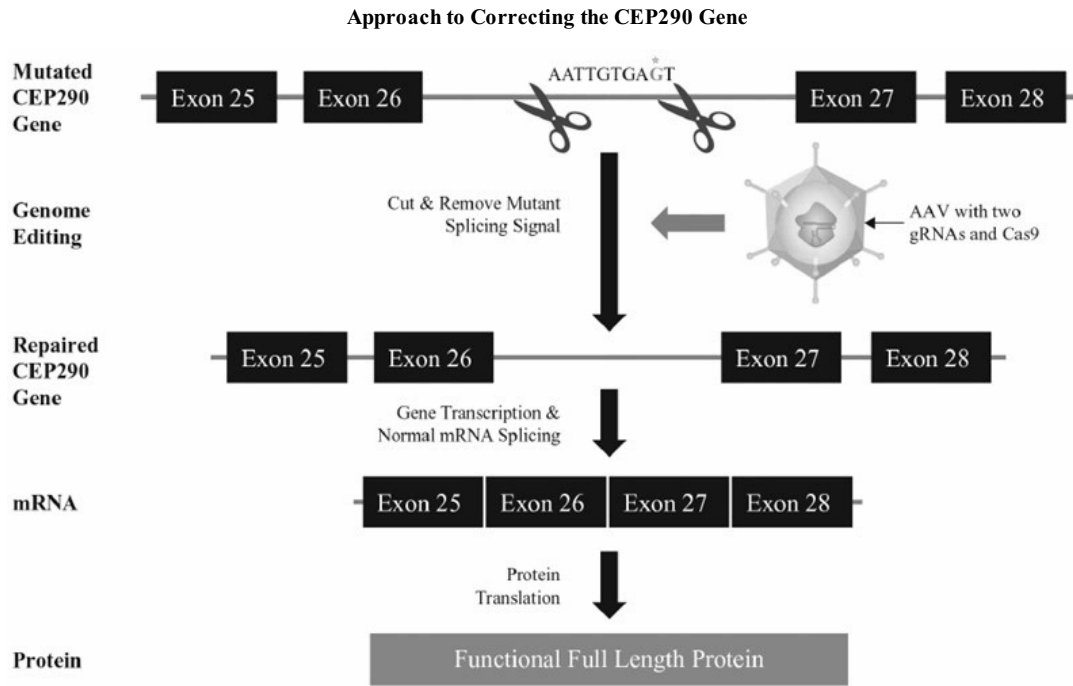 Approach to Correcting the CEP290 Gene
Mutated
CEP290
Gene
Exon 25
Exon 26
*
AATTGTGAGT
Exon 27
Exon 28
Genome
Editing
Cut & Remove Mutant
Splicing Signal
AAV with two
gRNAs and Cas9
Repaired
CEP290
Gene
Exon 25
Exon 26
Exon 27
Exon 28
Gene Transcription &
Normal mRNA Splicing
mRNA
Exon 25
Exon 26
Exon 27
Exon 28
Protein
Translation
Protein
Functional Full Length Protein